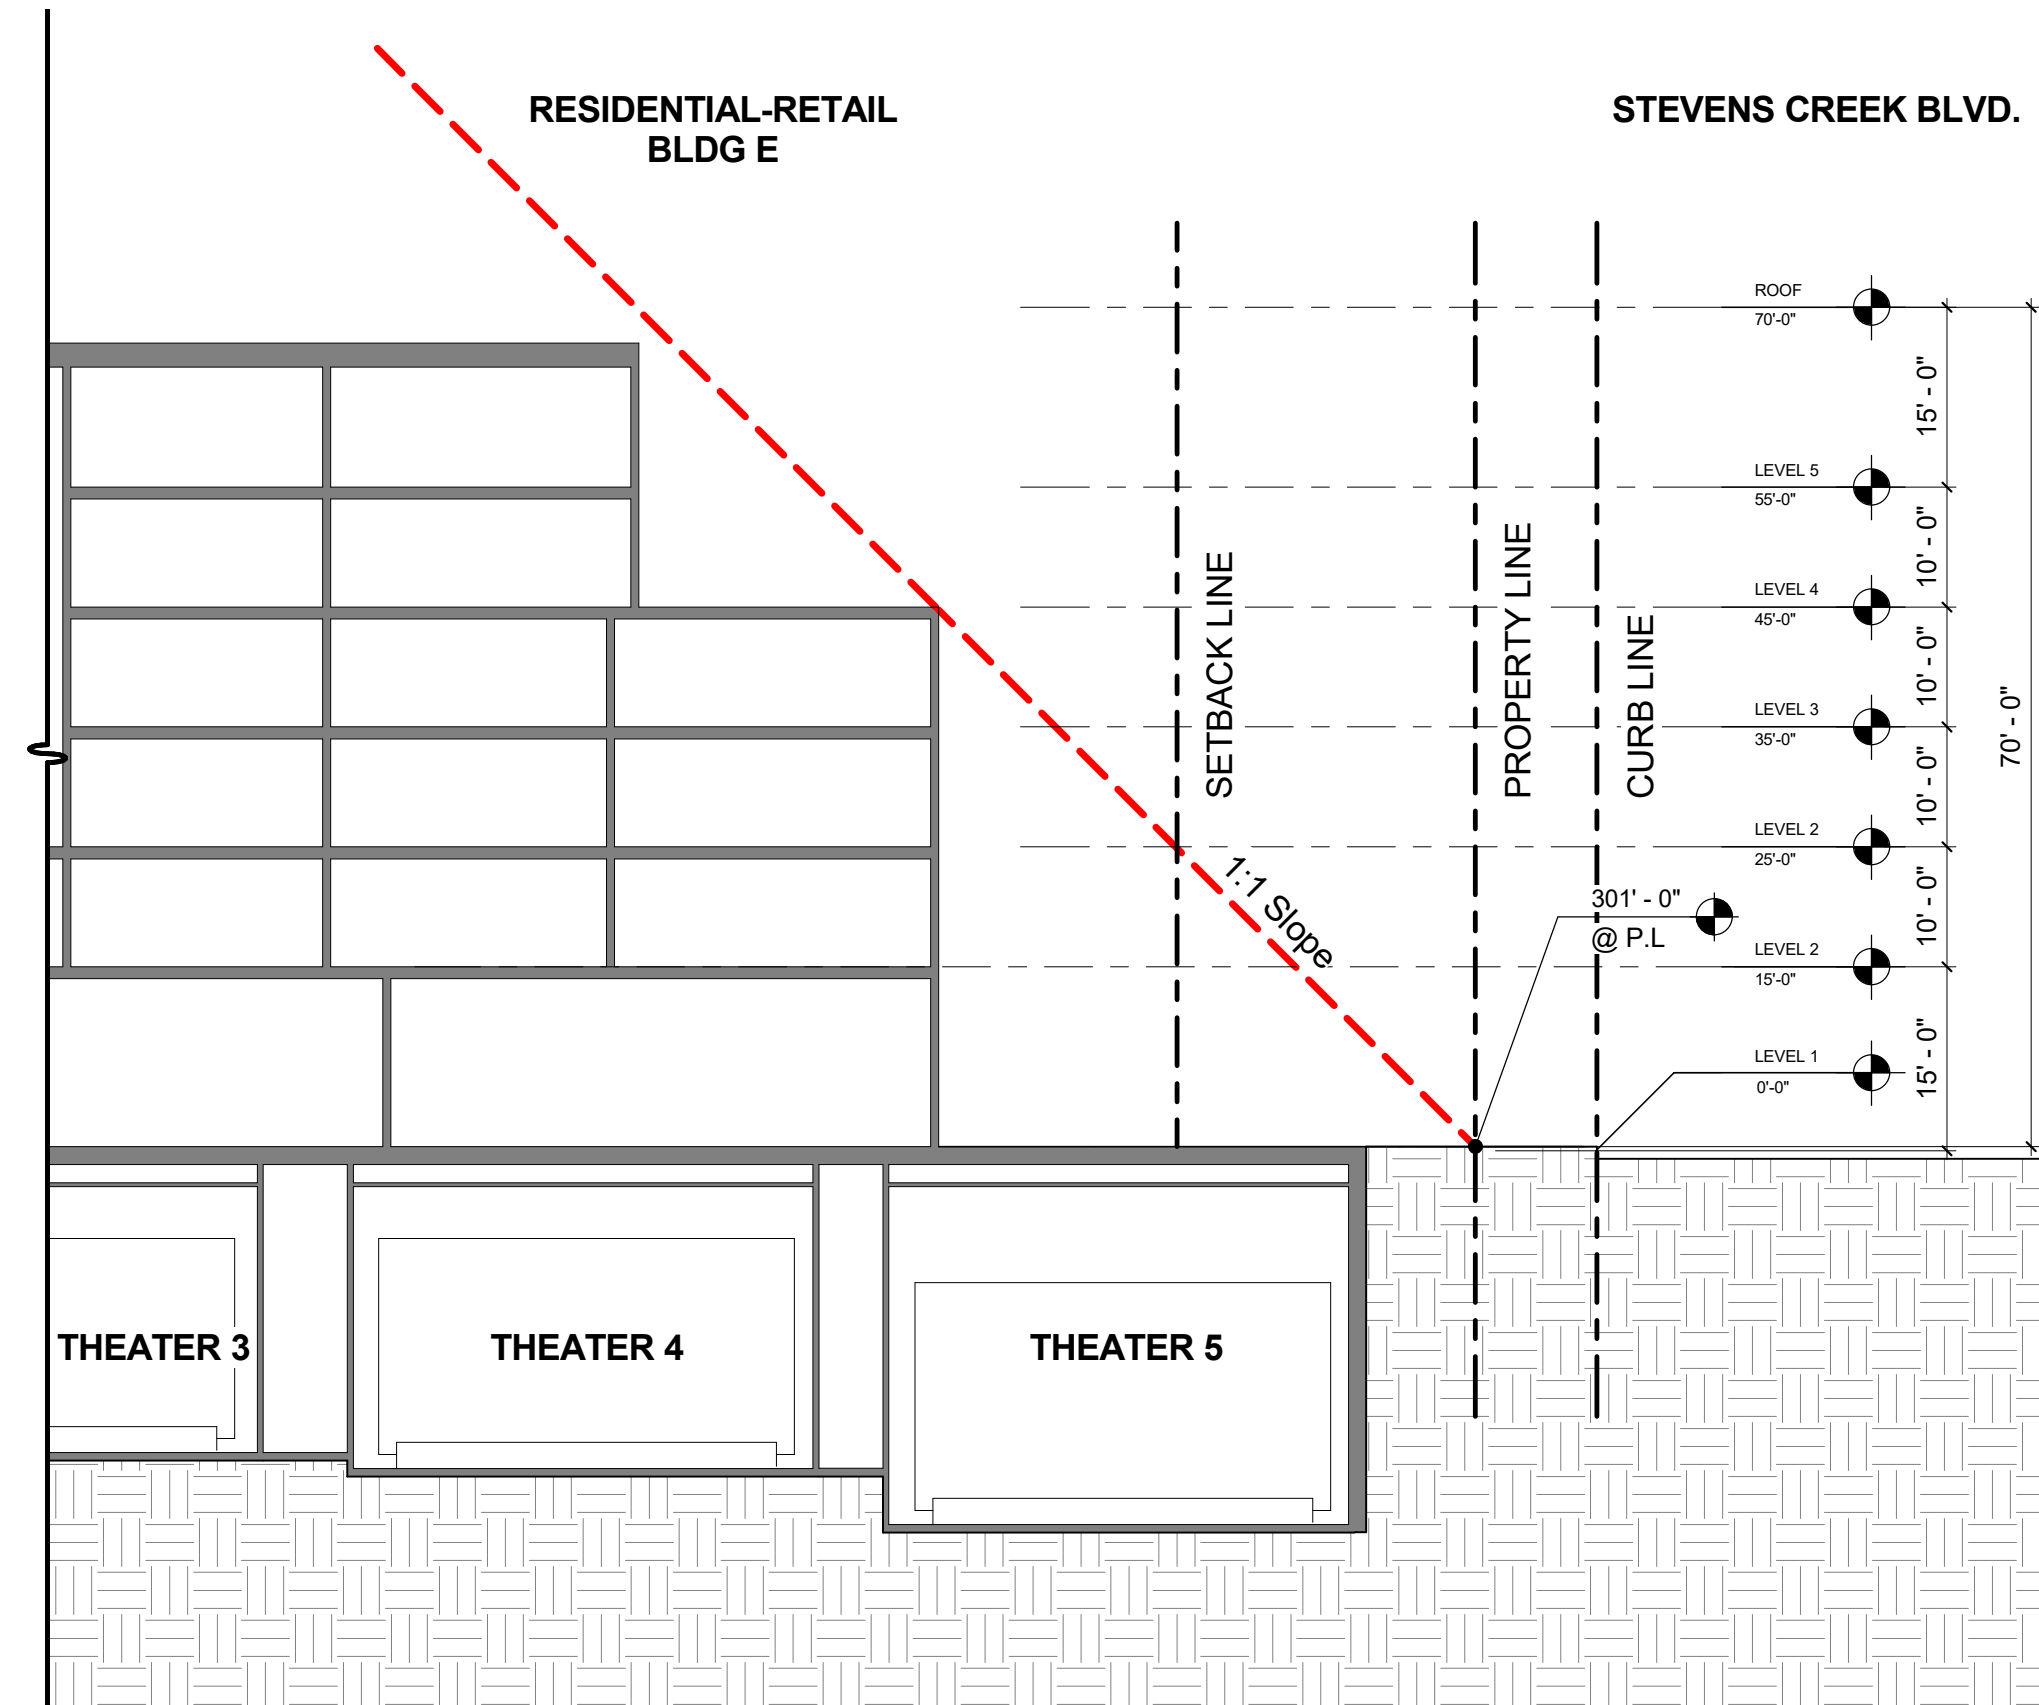 RESIDENTIAL-RETAIL
BLDG E
STEVENS CREEK BLVD.
ROOF
70'-0"
15' - 0"
LEVEL 5
55'-0"
10' - 0"
LEVEL 4
45'-0"
10' - 0"
LEVEL 3
35'-0"
10' - 0"
LEVEL 2
25'-0"
10' - 0"
LEVEL 2
15'-0"
15' - 0"
LEVEL 1
0'-0"
70' - 0"
SETBACK LINE
PROPERTY LINE
CURB LINE
1:1 Slope
301' - 0"
@ P.L
THEATER 3
THEATER 4
THEATER 5